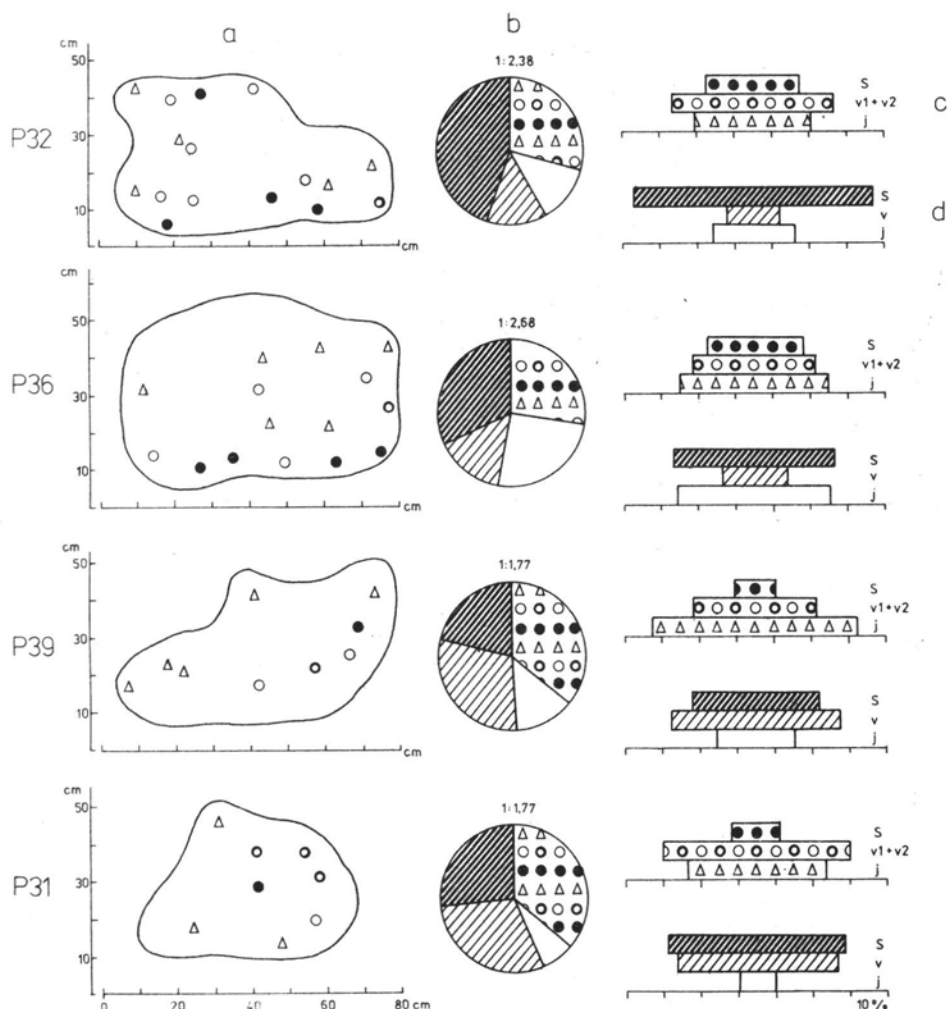 a b
cm 1:2,38
50 S
v1+v2 c
P32 30 j
10 S d
v
cm j
cm 1:2,68
50 S
v1+v2
P36 30 j
S
10 v
cm j
cm 1:1,77
50 S
v1+v2
P39 30 j
S
10 v
cm j
1:1,77
50 S
v1+v2
P31 30 j
S
10 v
j
0 20 40 60 80 cm 10%